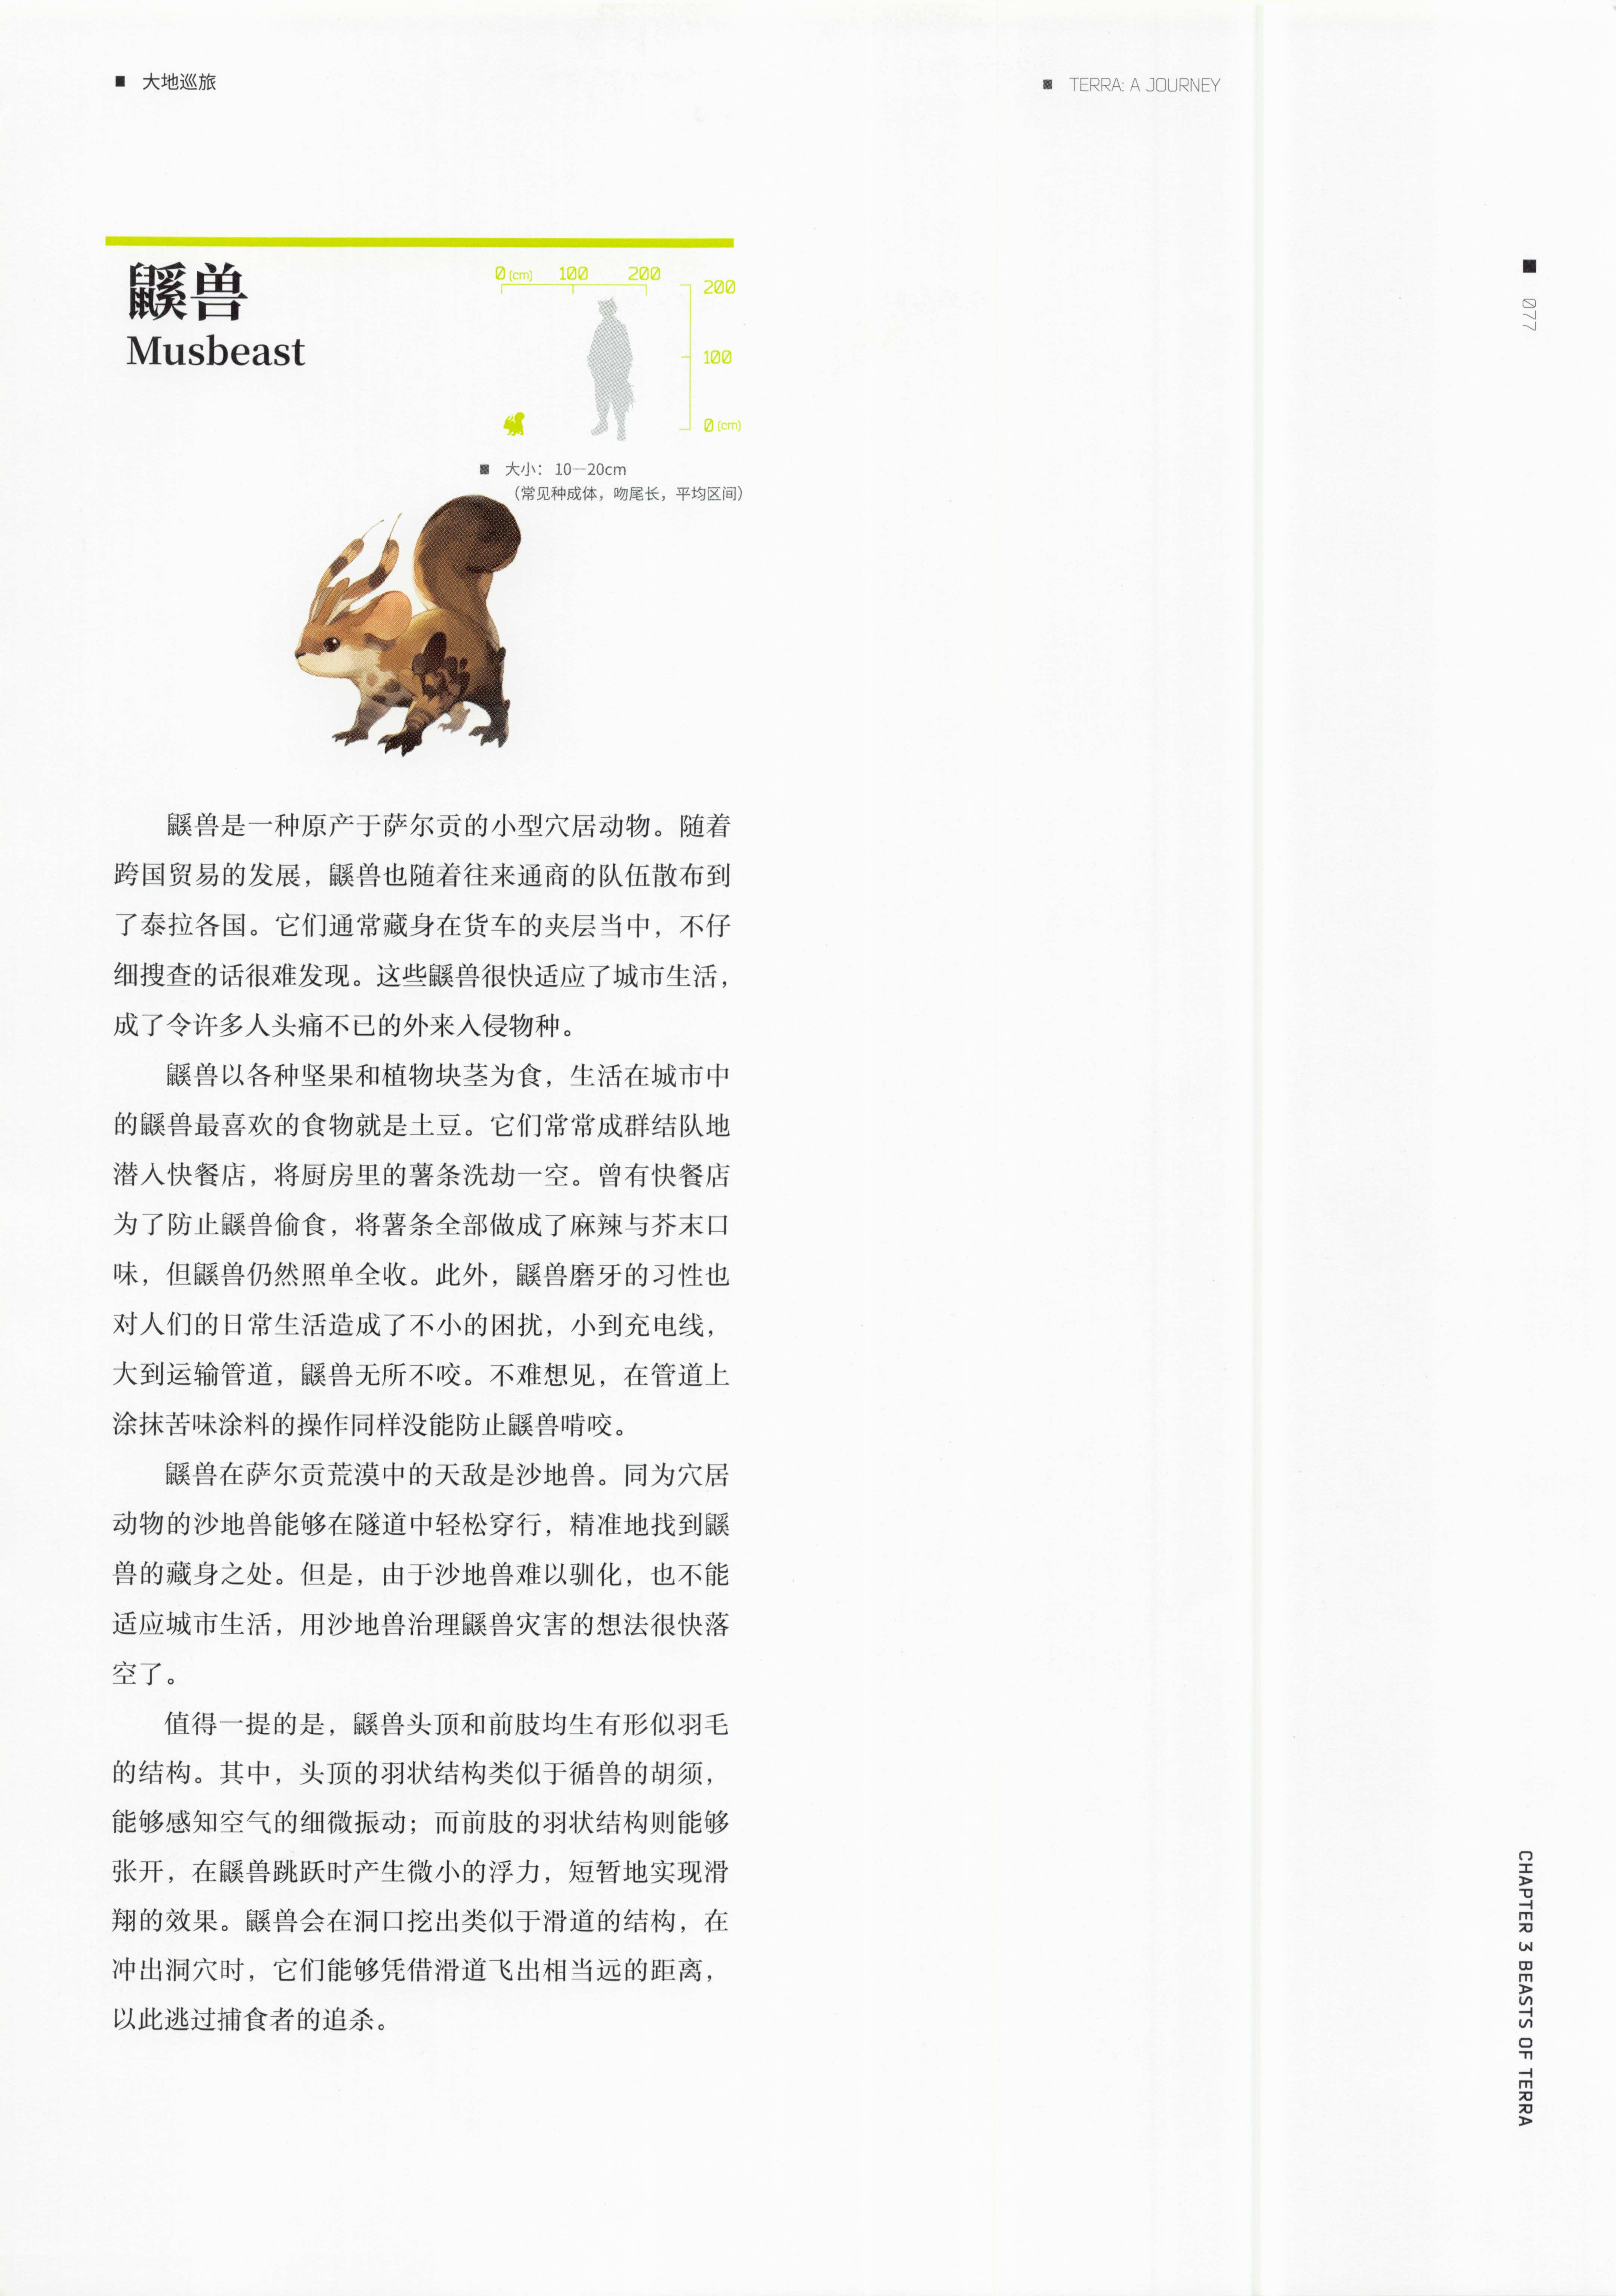 ■ 大地巡旅
■ TERRA: A JOURNEY
■ 077
鼷兽
Musbeast
0 (cm) 100 200
200
100
0 (cm)
■ 大小：10—20cm
（常见种成体，吻尾长，平均区间）
鼷兽是一种原产于萨尔贡的小型穴居动物。随着
跨国贸易的发展，鼷兽也随着往来通商的队伍散布到
了泰拉各国。它们通常藏身在货车的夹层当中，不仔
细搜查的话很难发现。这些鼷兽很快适应了城市生活，
成了令许多人头痛不已的外来入侵物种。
鼷兽以各种坚果和植物块茎为食，生活在城市中
的鼷兽最喜欢的食物就是土豆。它们常常成群结队地
潜入快餐店，将厨房里的薯条洗劫一空。曾有快餐店
为了防止鼷兽偷食，将薯条全部做成了麻辣与芥末口
味，但鼷兽仍然照单全收。此外，鼷兽磨牙的习性也
对人们的日常生活造成了不小的困扰，小到充电线，
大到运输管道，鼷兽无所不咬。不难想见，在管道上
涂抹苦味涂料的操作同样没能防止鼷兽啃咬。
鼷兽在萨尔贡荒漠中的天敌是沙地兽。同为穴居
动物的沙地兽能够在隧道中轻松穿行，精准地找到鼷
兽的藏身之处。但是，由于沙地兽难以驯化，也不能
适应城市生活，用沙地兽治理鼷兽灾害的想法很快落
空了。
值得一提的是，鼷兽头顶和前肢均生有形似羽毛
的结构。其中，头顶的羽状结构类似于循兽的胡须，
能够感知空气的细微振动；而前肢的羽状结构则能够
张开，在鼷兽跳跃时产生微小的浮力，短暂地实现滑
翔的效果。鼷兽会在洞口挖出类似于滑道的结构，在
冲出洞穴时，它们能够凭借滑道飞出相当远的距离，
以此逃过捕食者的追杀。
CHAPTER 3 BEASTS OF TERRA